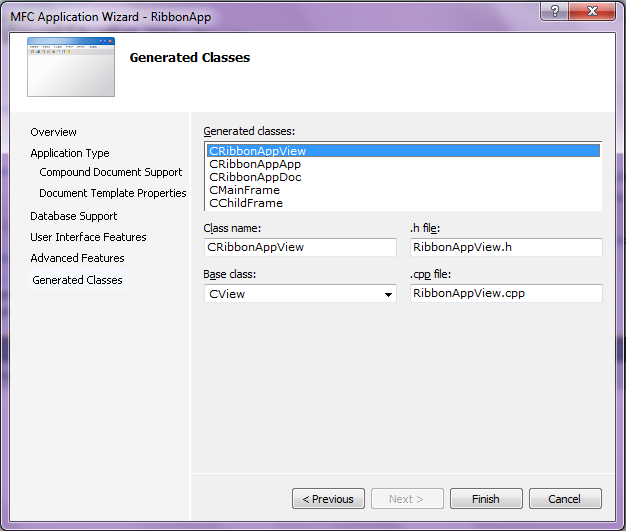 MFC Application Wizard - RibbonApp
?
Generated Classes
Overview
Application Type
Compound Document Support
Document Template Properties
Database Support
User Interface Features
Advanced Features
Generated Classes
Generated classes:
CRibbonAppView
CRibbonAppApp
CRibbonAppDoc
CMainFrame
CChildFrame
Class name:
.h file:
CRibbonAppView
RibbonAppView.h
Base class:
.cpp file:
CView
RibbonAppView.cpp
< Previous
Next >
Finish
Cancel